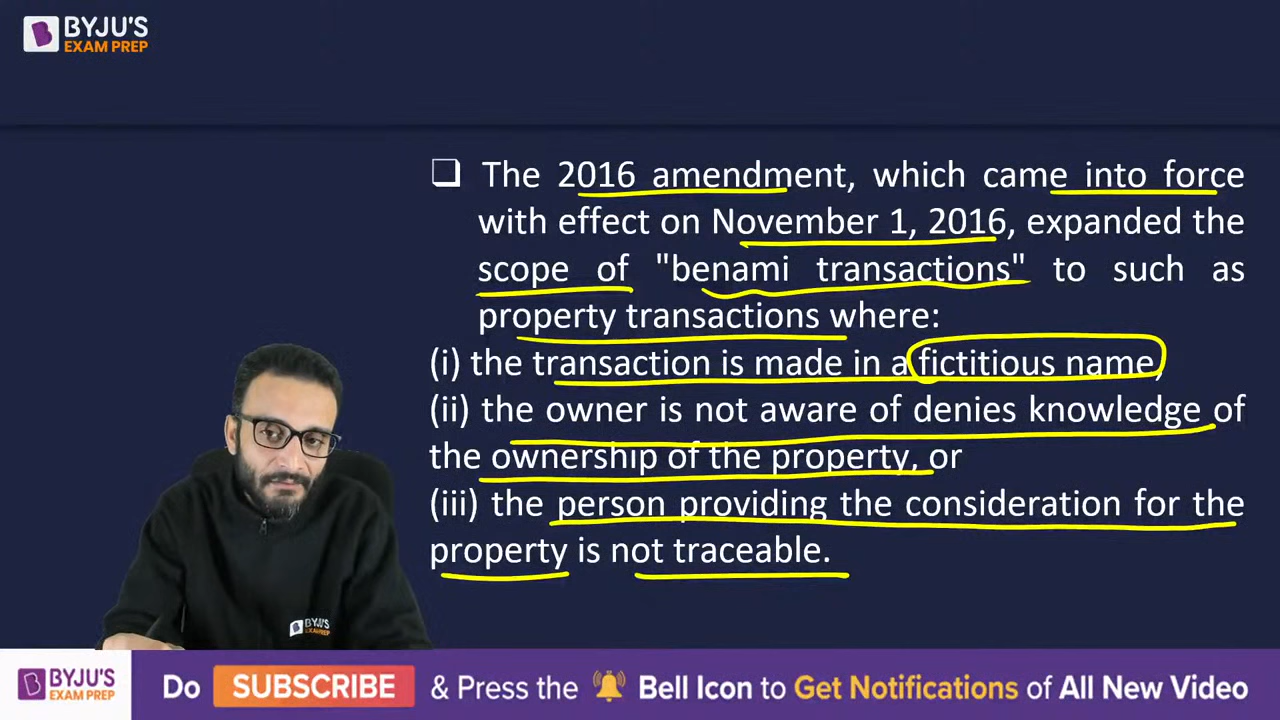 BYJU'S
EXAM PREP
❑ The 2016 amendment, which came into force
with effect on November 1, 2016, expanded the
scope of "benami transactions" to such as
property transactions where:
(i) the transaction is made in a fictitious name,
(ii) the owner is not aware of denies knowledge of
the ownership of the property, or
(iii) the person providing the consideration for the
property is not traceable.
BYJU'S
EXAM PREP
BYJU'S
EXAM PREP
Do SUBSCRIBE & Press the Bell Icon to Get Notifications of All New Video